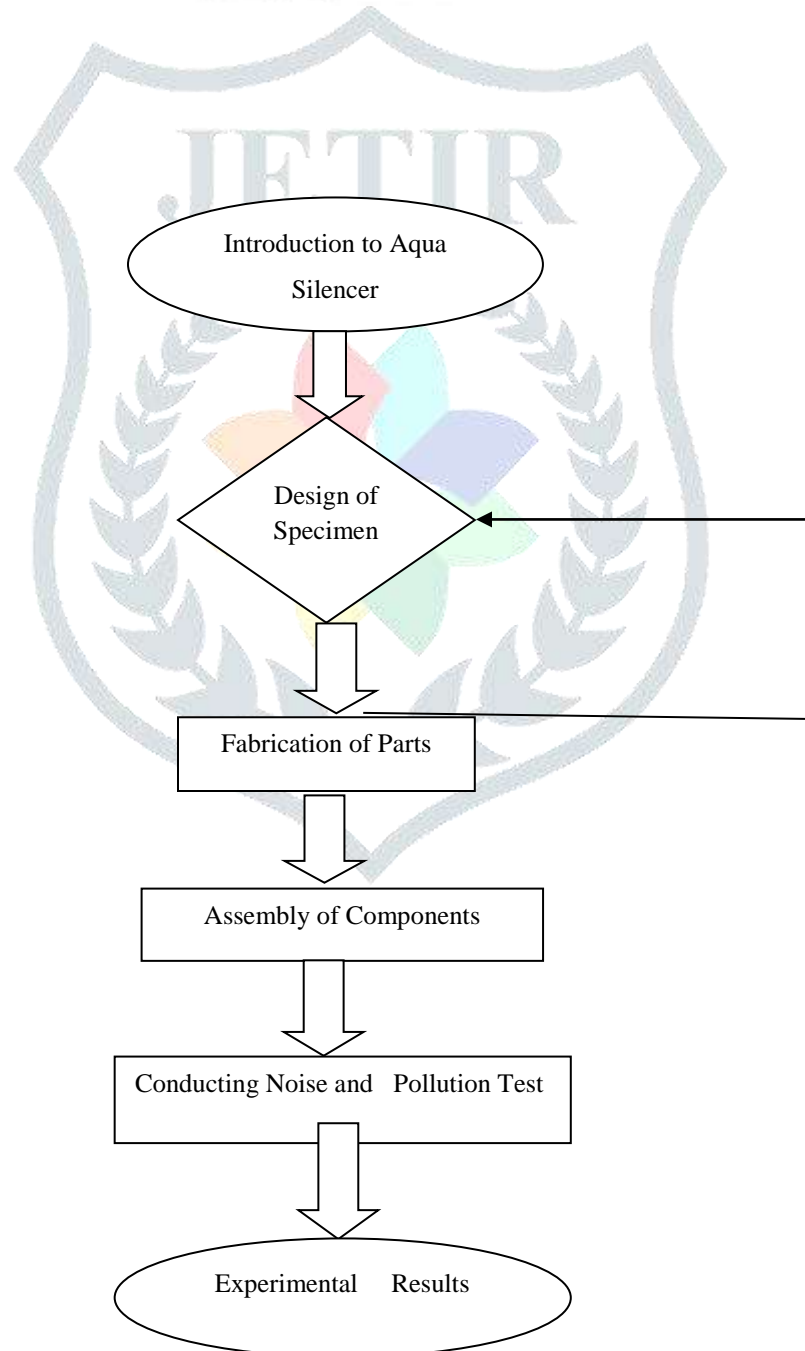 JETIR
Introduction to Aqua
Silencer
Design of
Specimen
Fabrication of Parts
Assembly of Components
Conducting Noise and Pollution Test
Experimental Results